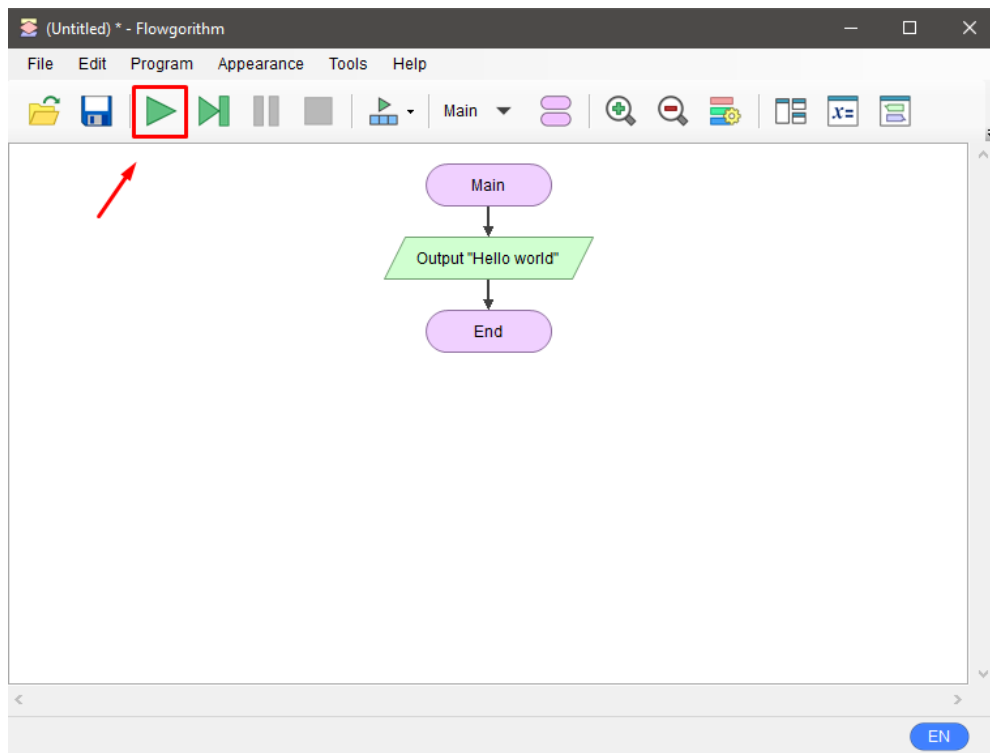 (Untitled) * - Flowgorithm
File Edit Program Appearance Tools Help
Main
x=
Main
Output "Hello world"
End
EN